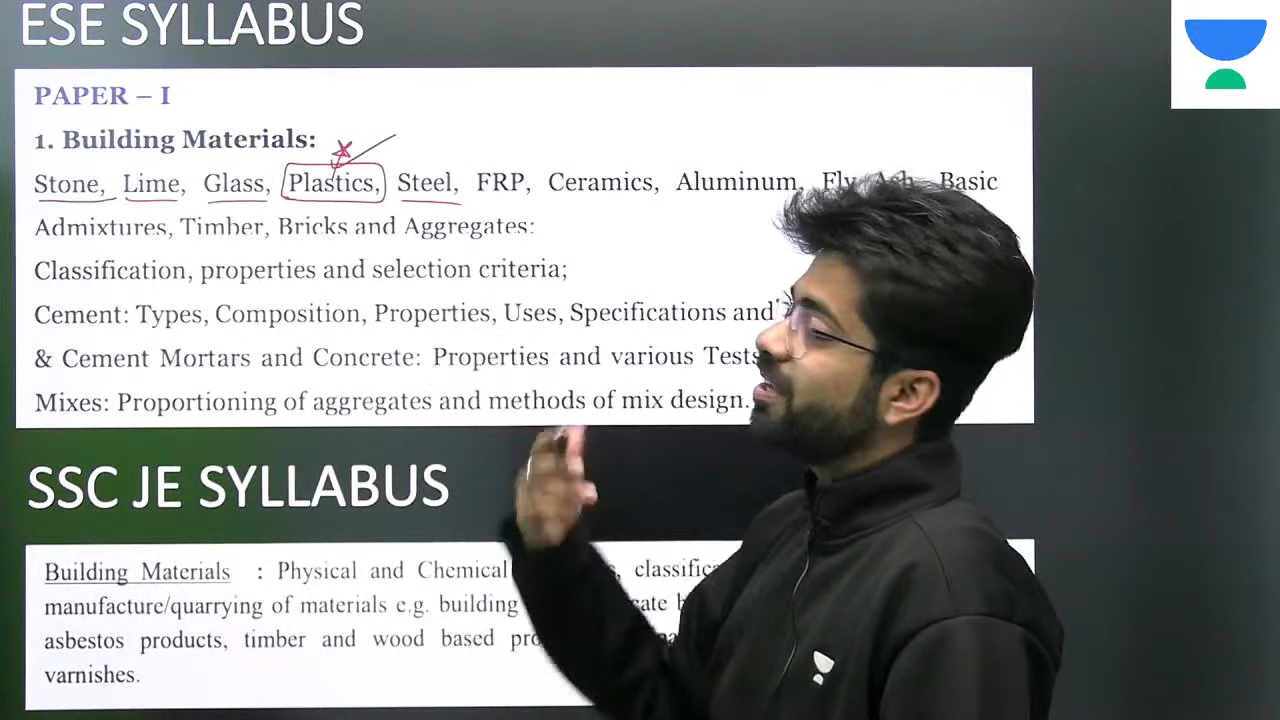 ESE SYLLABUS
PAPER – I
1. Building Materials:
Stone, Lime, Glass, Plastics, Steel, FRP, Ceramics, Aluminum, Fly Ash, Basic
Admixtures, Timber, Bricks and Aggregates:
Classification, properties and selection criteria;
Cement: Types, Composition, Properties, Uses, Specifications and
& Cement Mortars and Concrete: Properties and various Tests
Mixes: Proportioning of aggregates and methods of mix design.
SSC JE SYLLABUS
Building Materials : Physical and Chemical
manufacture/quarrying of materials e.g. building
asbestos products, timber and wood based
varnishes.